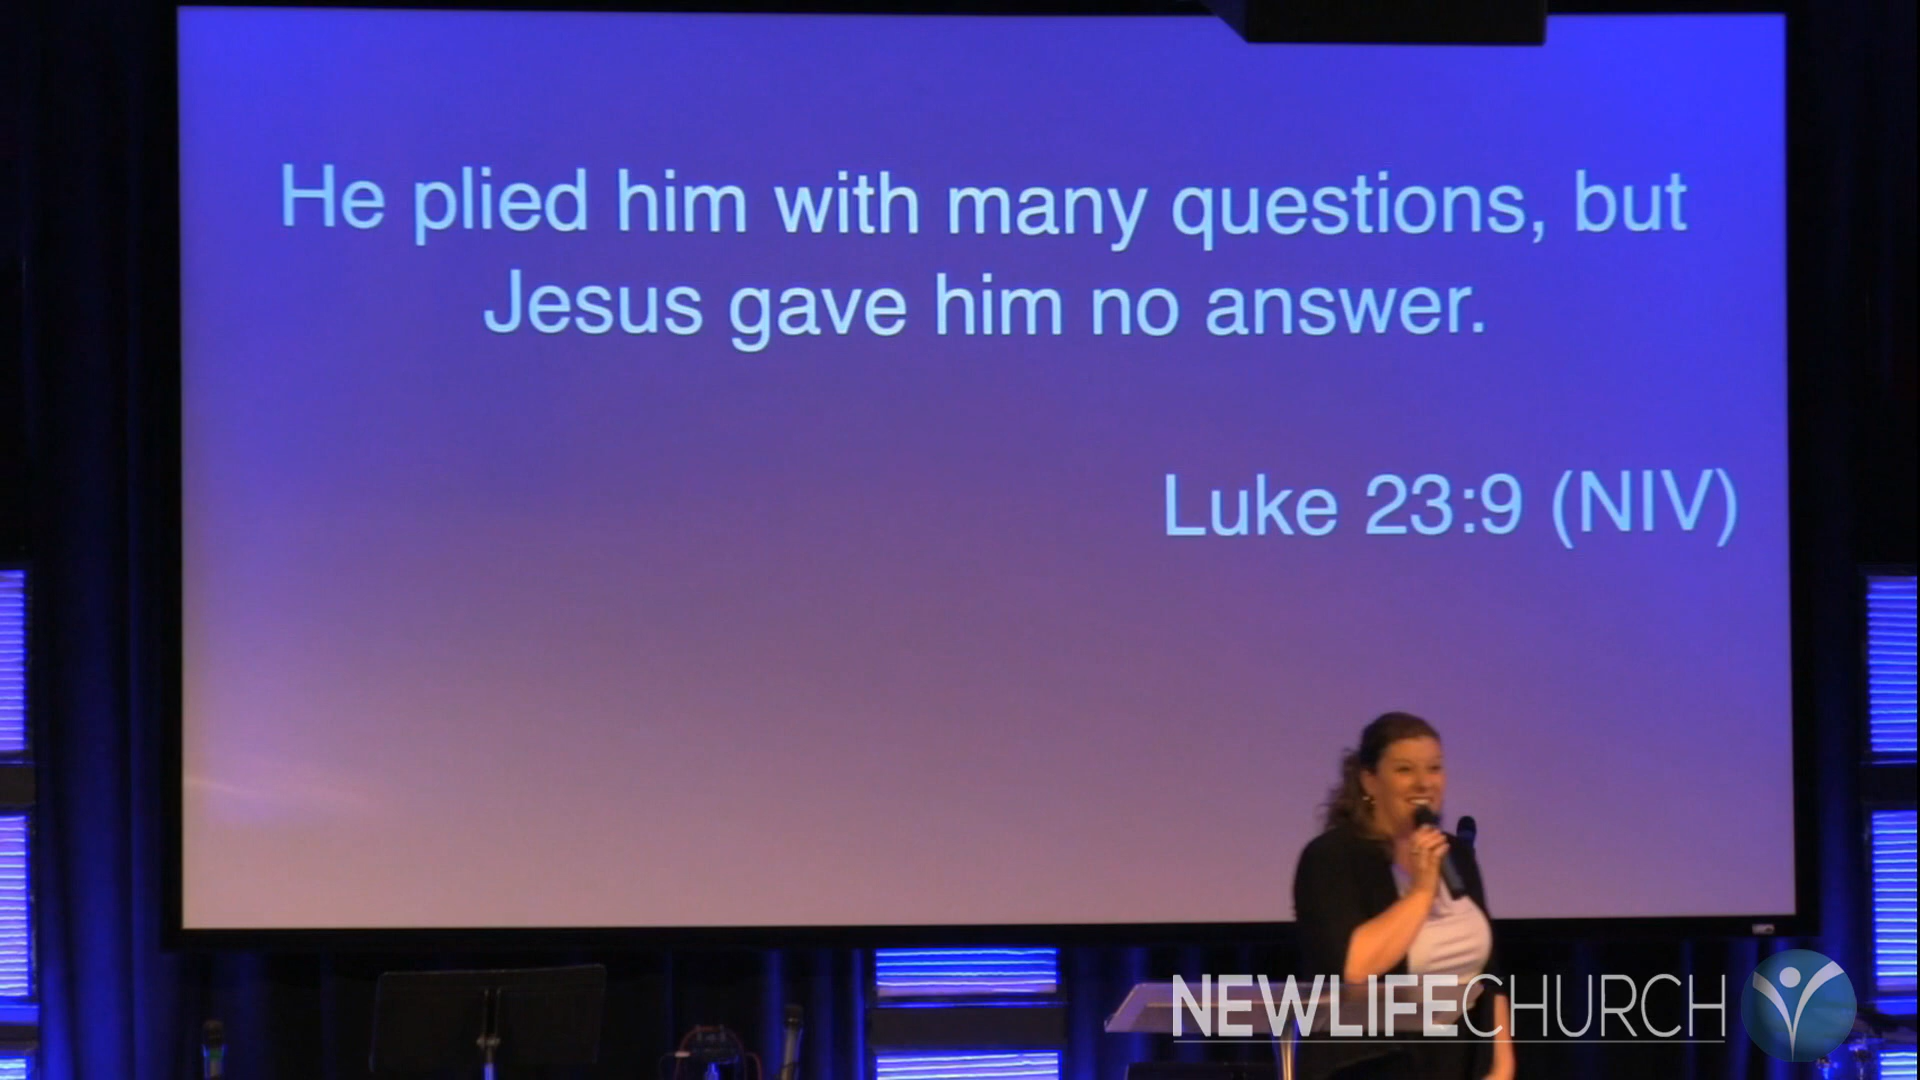 He plied him with many questions, but
Jesus gave him no answer.
Luke 23:9 (NIV)
NEWLIFECHURCH